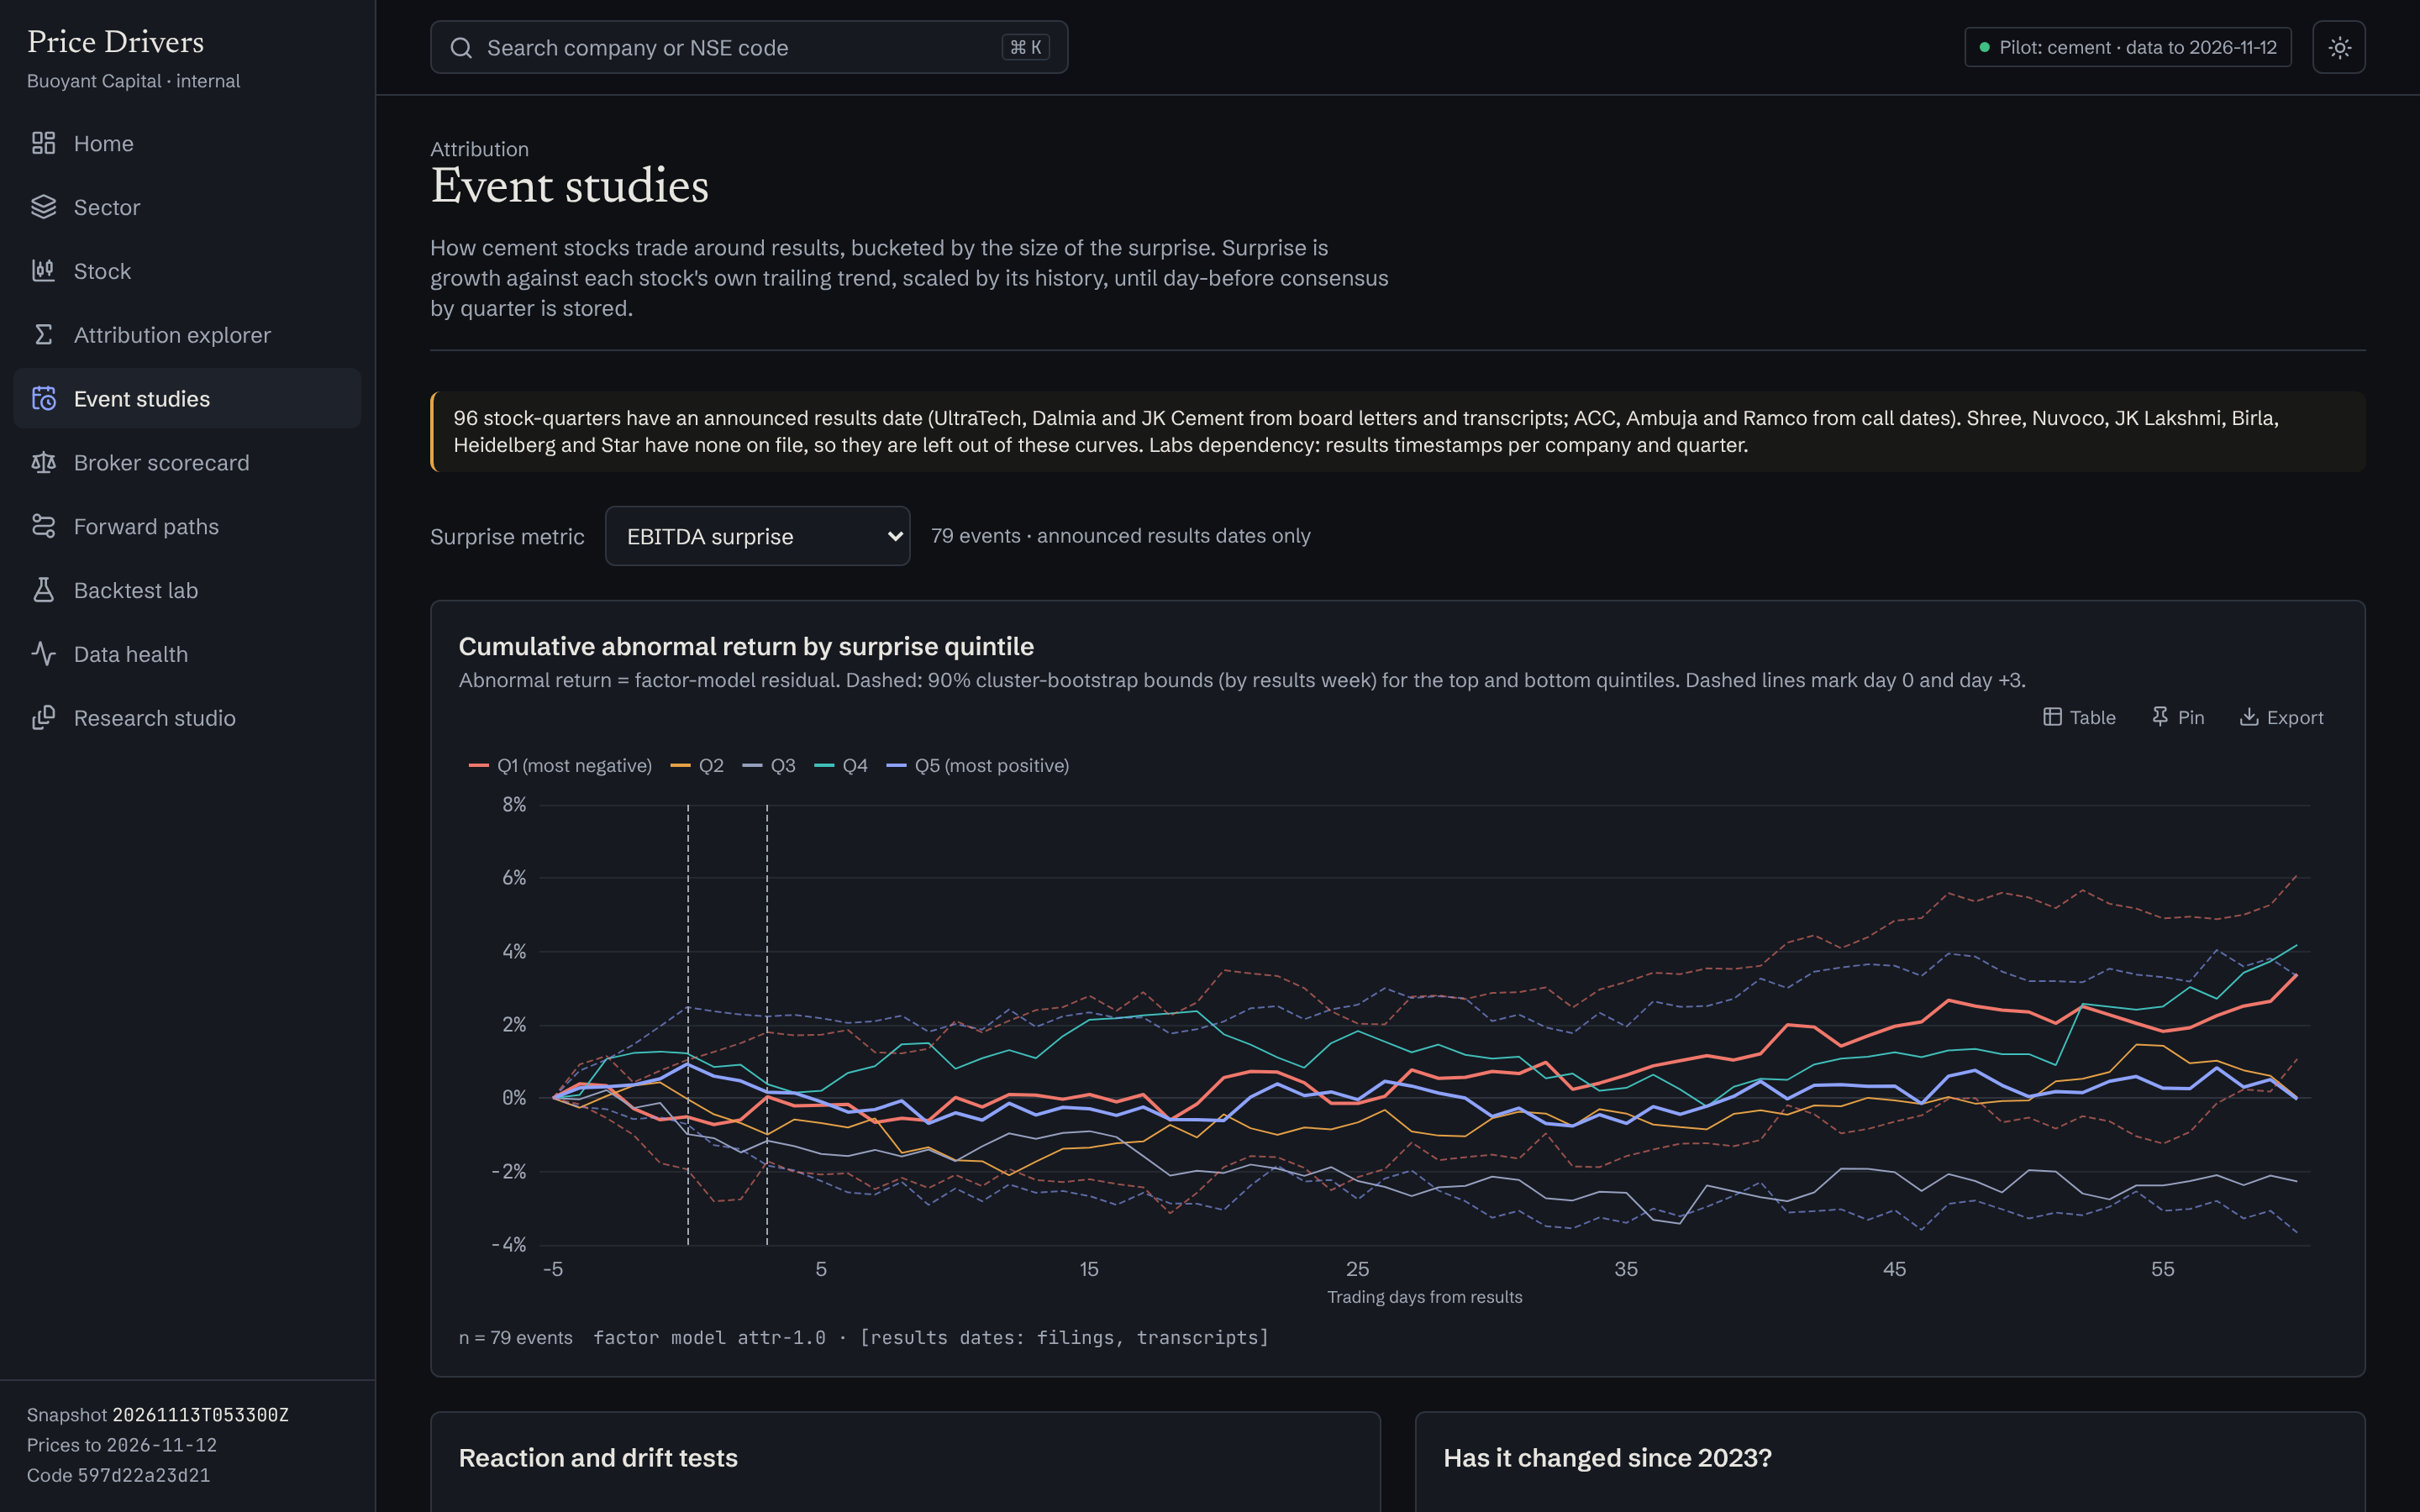 Price Drivers
Buoyant Capital · internal
Home
Sector
Stock
Attribution explorer
Event studies
Broker scorecard
Forward paths
Backtest lab
Data health
Research studio
Snapshot 20261113T053300Z
Prices to 2026-11-12
Code 597d22a23d21
Search company or NSE code
⌘ K
Pilot: cement · data to 2026-11-12
Attribution
Event studies
How cement stocks trade around results, bucketed by the size of the surprise. Surprise is
growth against each stock's own trailing trend, scaled by its history, until day-before consensus
by quarter is stored.
96 stock-quarters have an announced results date (UltraTech, Dalmia and JK Cement from board letters and transcripts; ACC, Ambuja and Ramco from call dates). Shree, Nuvoco, JK Lakshmi, Birla,
Heidelberg and Star have none on file, so they are left out of these curves. Labs dependency: results timestamps per company and quarter.
Surprise metric
EBITDA surprise
79 events · announced results dates only
Cumulative abnormal return by surprise quintile
Abnormal return = factor-model residual. Dashed: 90% cluster-bootstrap bounds (by results week) for the top and bottom quintiles. Dashed lines mark day 0 and day +3.
Table
Pin
Export
Q1 (most negative)
Q2
Q3
Q4
Q5 (most positive)
8%
6%
4%
2%
0%
-2%
-4%
-5
5
15
25
35
45
55
Trading days from results
n = 79 events factor model attr-1.0 · [results dates: filings, transcripts]
Reaction and drift tests
Has it changed since 2023?